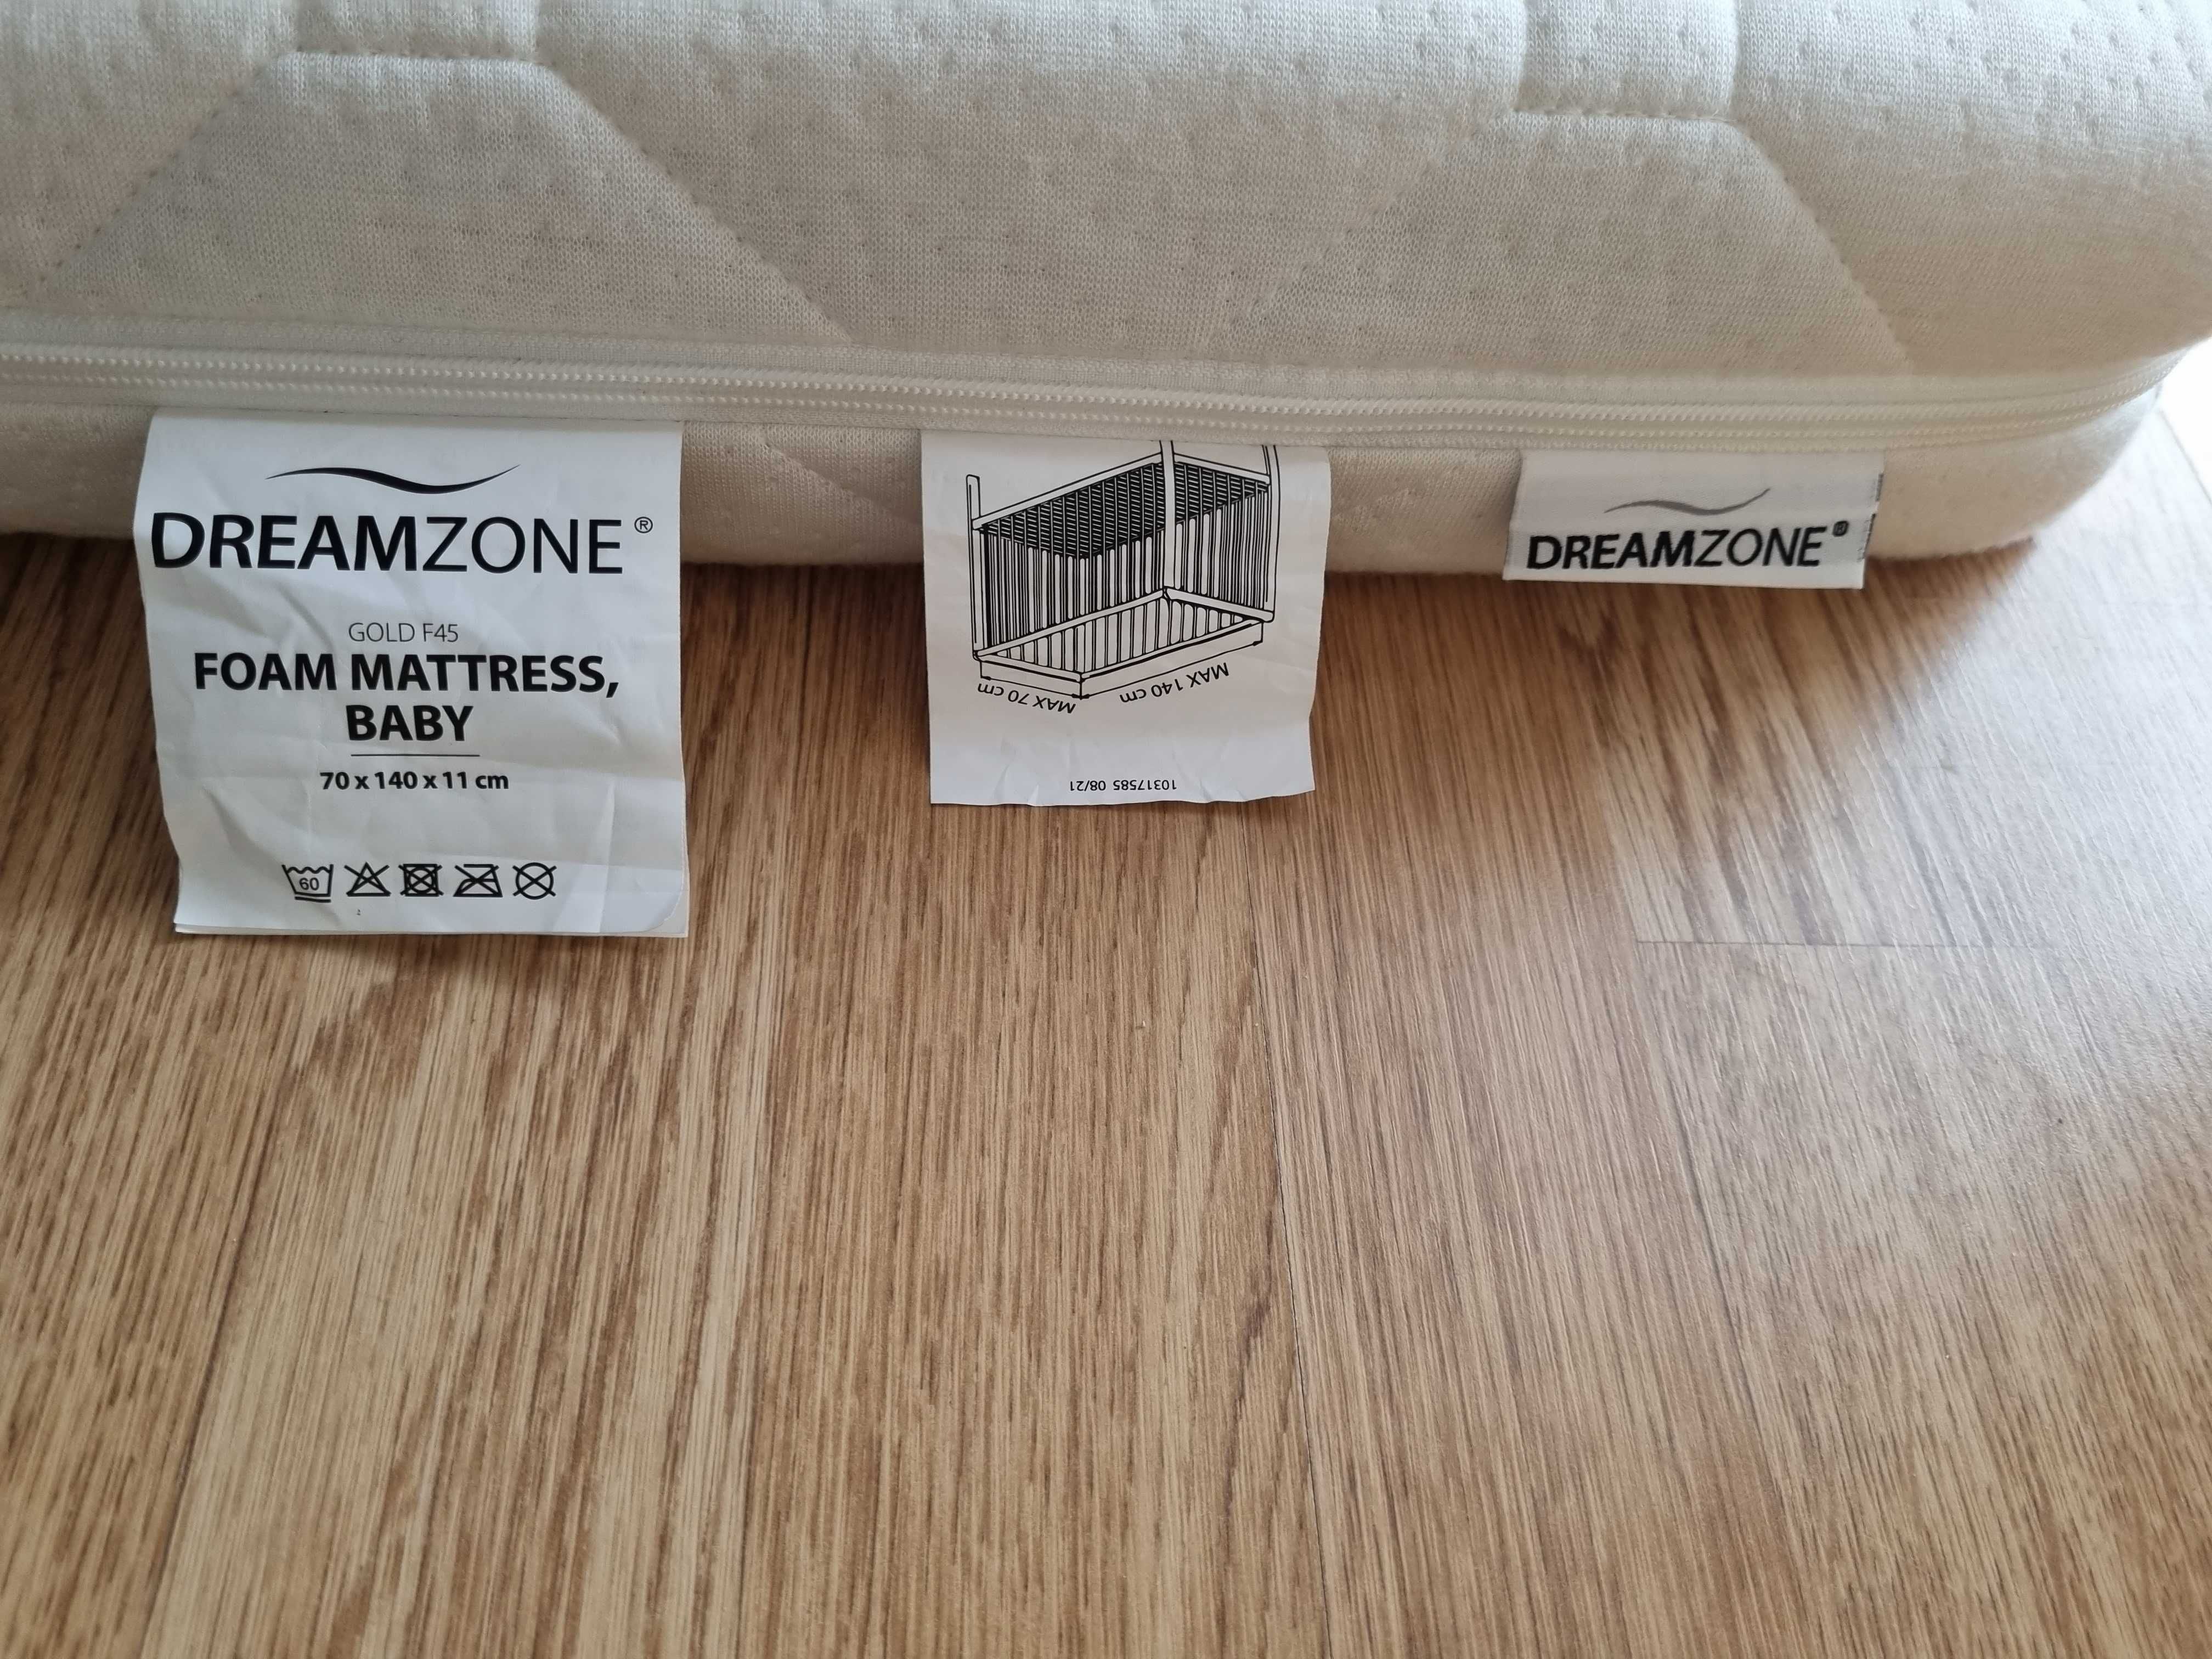 DREAMZONE®
GOLD F45
FOAM MATTRESS,
BABY
70 x 140 x 11 cm
60
MAX 70 cm
MAX 140 cm
10317585 08/21
DREAMZONE®